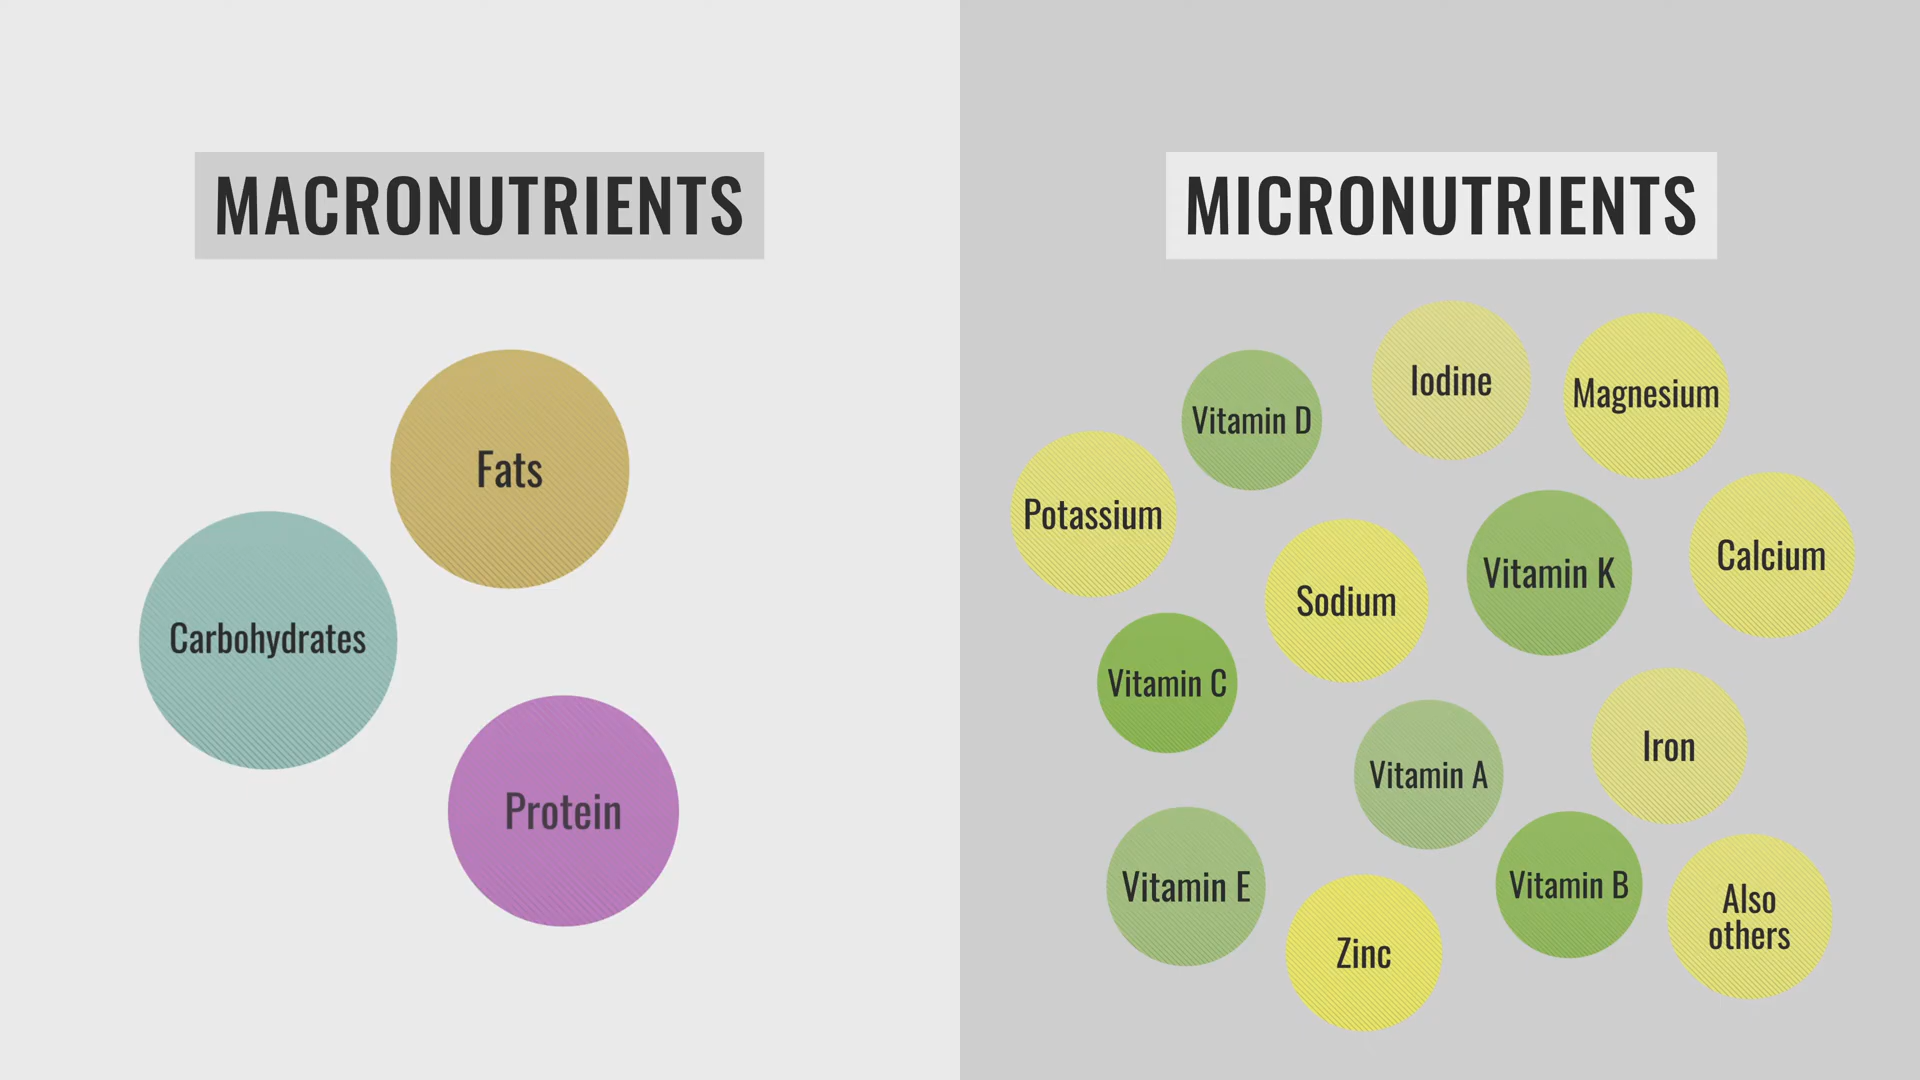 MACRONUTRIENTS
Fats
Carbohydrates
Protein
MICRONUTRIENTS
Iodine
Magnesium
Vitamin D
Potassium
Calcium
Vitamin K
Sodium
Vitamin C
Iron
Vitamin A
Vitamin E
Vitamin B
Also
others
Zinc